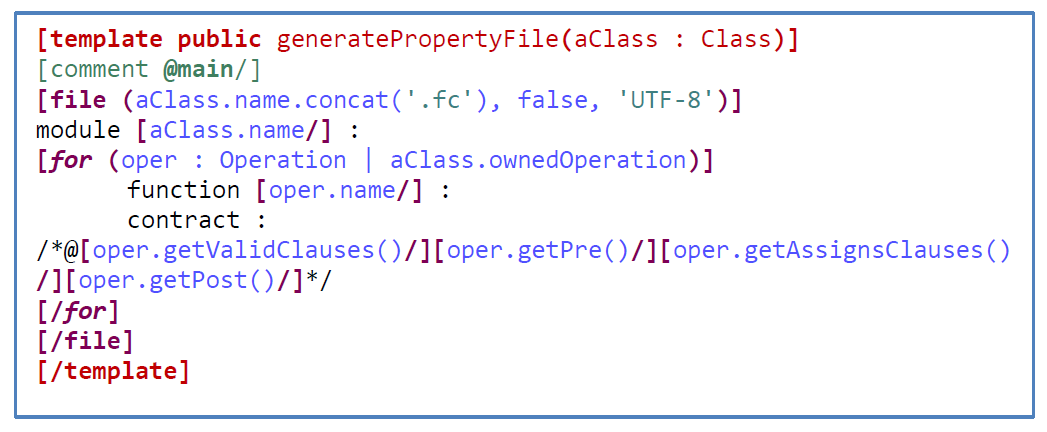 [template public generatePropertyFile(aClass : Class)]
[comment @main/]
[file (aClass.name.concat('.fc'), false, 'UTF-8')]
module [aClass.name/] :
[for (oper : Operation | aClass.ownedOperation)]
function [oper.name/] :
contract :
/*@[oper.getValidClauses()/][oper.getPre()/][oper.getAssignsClauses()
/][oper.getPost()/]*/
[/for]
[/file]
[/template]